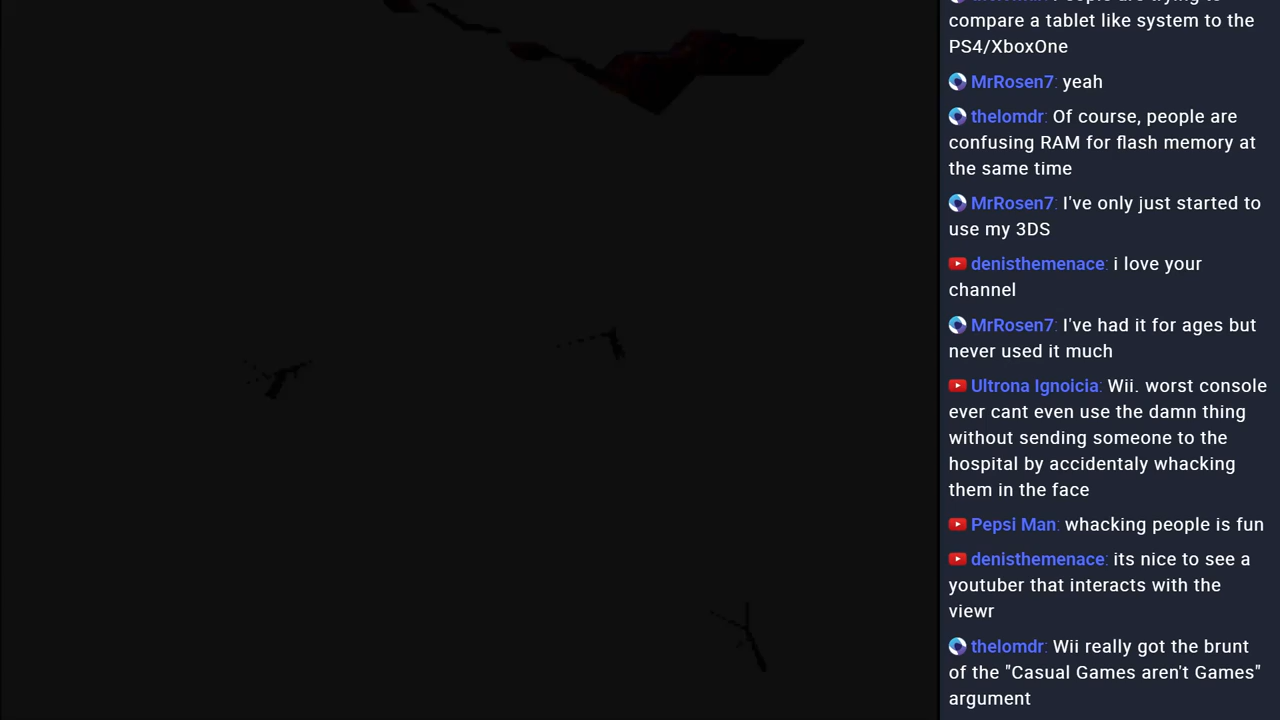 compare a tablet like system to the
PS4/XboxOne
MrRosen7: yeah
thelomdr: Of course, people are
confusing RAM for flash memory at
the same time
MrRosen7: I've only just started to
use my 3DS
denisthemenace: i love your
channel
MrRosen7: I've had it for ages but
never used it much
Ultrona Ignoicia: Wii. worst console
ever cant even use the damn thing
without sending someone to the
hospital by accidentaly whacking
them in the face
Pepsi Man: whacking people is fun
denisthemenace: its nice to see a
youtuber that interacts with the
viewr
thelomdr: Wii really got the brunt
of the "Casual Games aren't Games"
argument